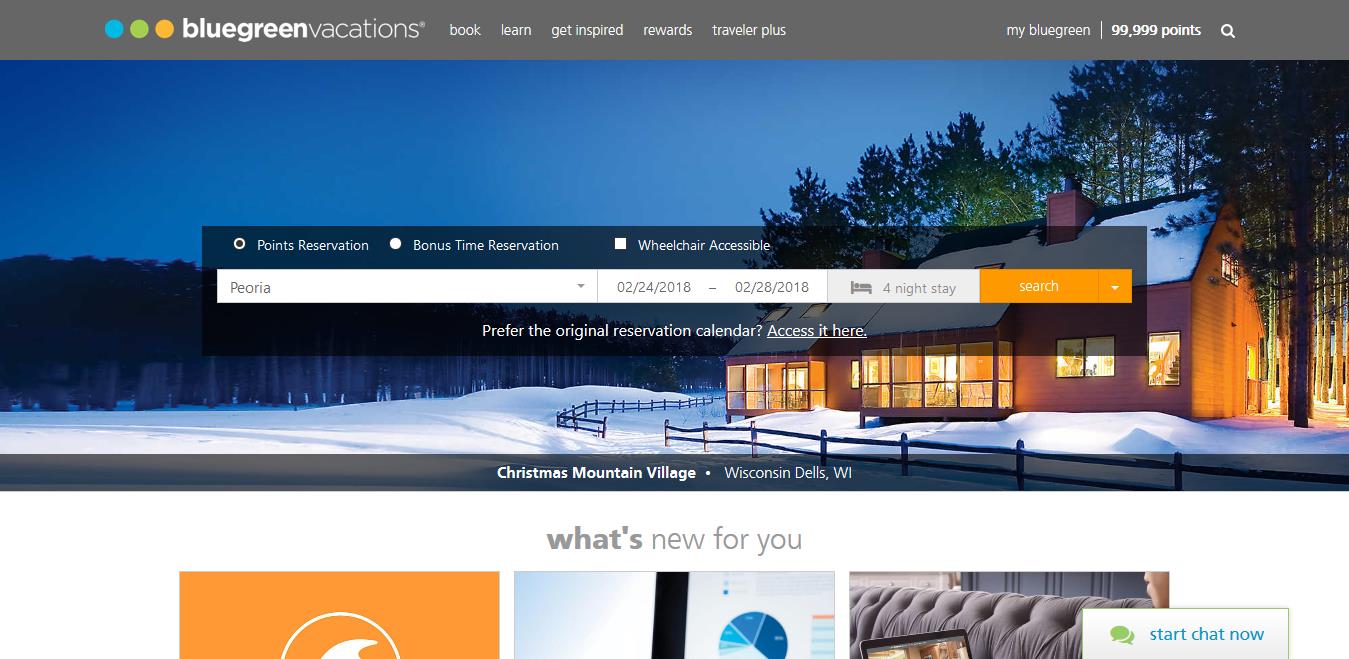 bluegreenvacations® book learn get inspired rewards traveler plus my bluegreen 99,999 points
Points Reservation Bonus Time Reservation Wheelchair Accessible
Peoria 02/24/2018 – 02/28/2018 4 night stay search
Prefer the original reservation calendar? Access it here.
Christmas Mountain Village • Wisconsin Dells, WI
what's new for you
start chat now